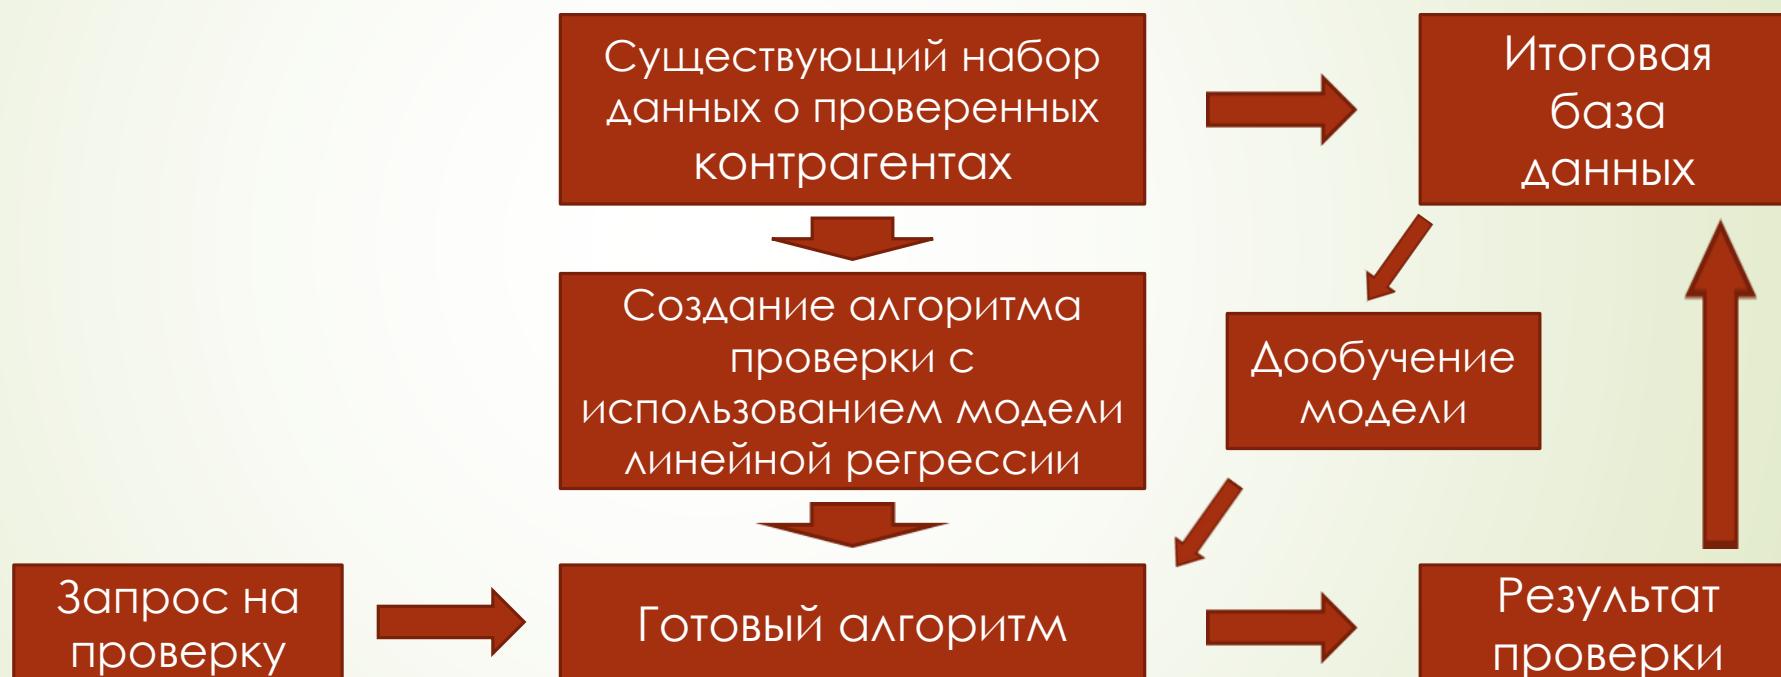 Существующий набор
данных о проверенных
контрагентах
Итоговая
база
данных
Создание алгоритма
проверки с
использованием модели
линейной регрессии
Дообучение
модели
Запрос на
проверку
Готовый алгоритм
Результат
проверки